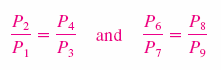 P₂/P₁ = P₄/P₃ and P₆/P₇ = P₈/P₉